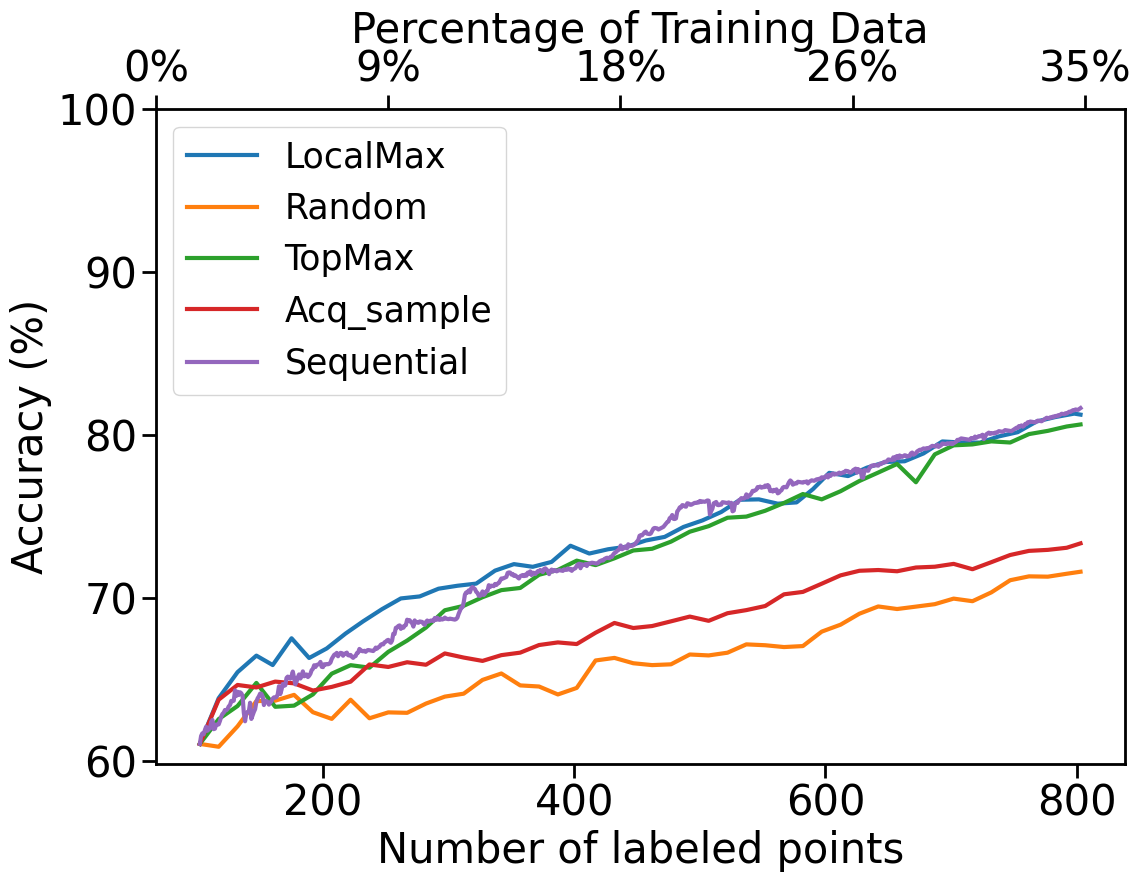 Percentage of Training Data
0% 9% 18% 26% 35%
100
90
80
70
60
Accuracy (%)
LocalMax
Random
TopMax
Acq_sample
Sequential
200 400 600 800
Number of labeled points